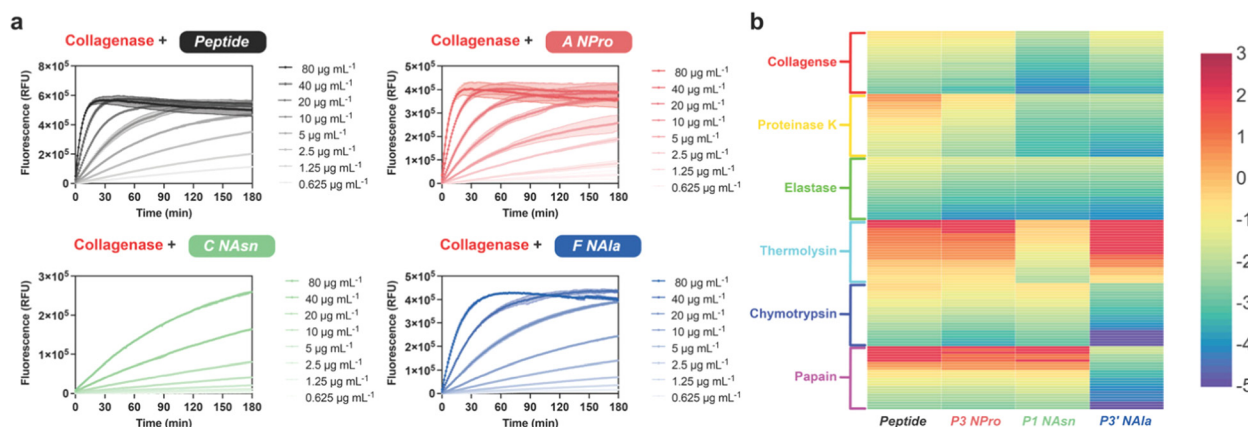 a
Collagenase + Peptide
8×10⁵
6×10⁵
4×10⁵
2×10⁵
0
Fluorescence (RFU)
0 30 60 90 120 150 180
Time (min)
80 µg mL⁻¹
40 µg mL⁻¹
20 µg mL⁻¹
10 µg mL⁻¹
5 µg mL⁻¹
2.5 µg mL⁻¹
1.25 µg mL⁻¹
0.625 µg mL⁻¹
Collagenase + A NPro
5×10⁵
4×10⁵
3×10⁵
2×10⁵
1×10⁵
0
Fluorescence (RFU)
0 30 60 90 120 150 180
Time (min)
80 µg mL⁻¹
40 µg mL⁻¹
20 µg mL⁻¹
10 µg mL⁻¹
5 µg mL⁻¹
2.5 µg mL⁻¹
1.25 µg mL⁻¹
0.625 µg mL⁻¹
Collagenase + C NAsn
3×10⁵
2×10⁵
1×10⁵
0
Fluorescence (RFU)
0 30 60 90 120 150 180
Time (min)
80 µg mL⁻¹
40 µg mL⁻¹
20 µg mL⁻¹
10 µg mL⁻¹
5 µg mL⁻¹
2.5 µg mL⁻¹
1.25 µg mL⁻¹
0.625 µg mL⁻¹
Collagenase + F NAla
5×10⁵
4×10⁵
3×10⁵
2×10⁵
1×10⁵
0
Fluorescence (RFU)
0 30 60 90 120 150 180
Time (min)
80 µg mL⁻¹
40 µg mL⁻¹
20 µg mL⁻¹
10 µg mL⁻¹
5 µg mL⁻¹
2.5 µg mL⁻¹
1.25 µg mL⁻¹
0.625 µg mL⁻¹
b
Collagense
Proteinase K
Elastase
Thermolysin
Chymotrypsin
Papain
Peptide P3 NPro P1 NAsn P3' NAla
3
2
1
0
-1
-2
-3
-4
-5